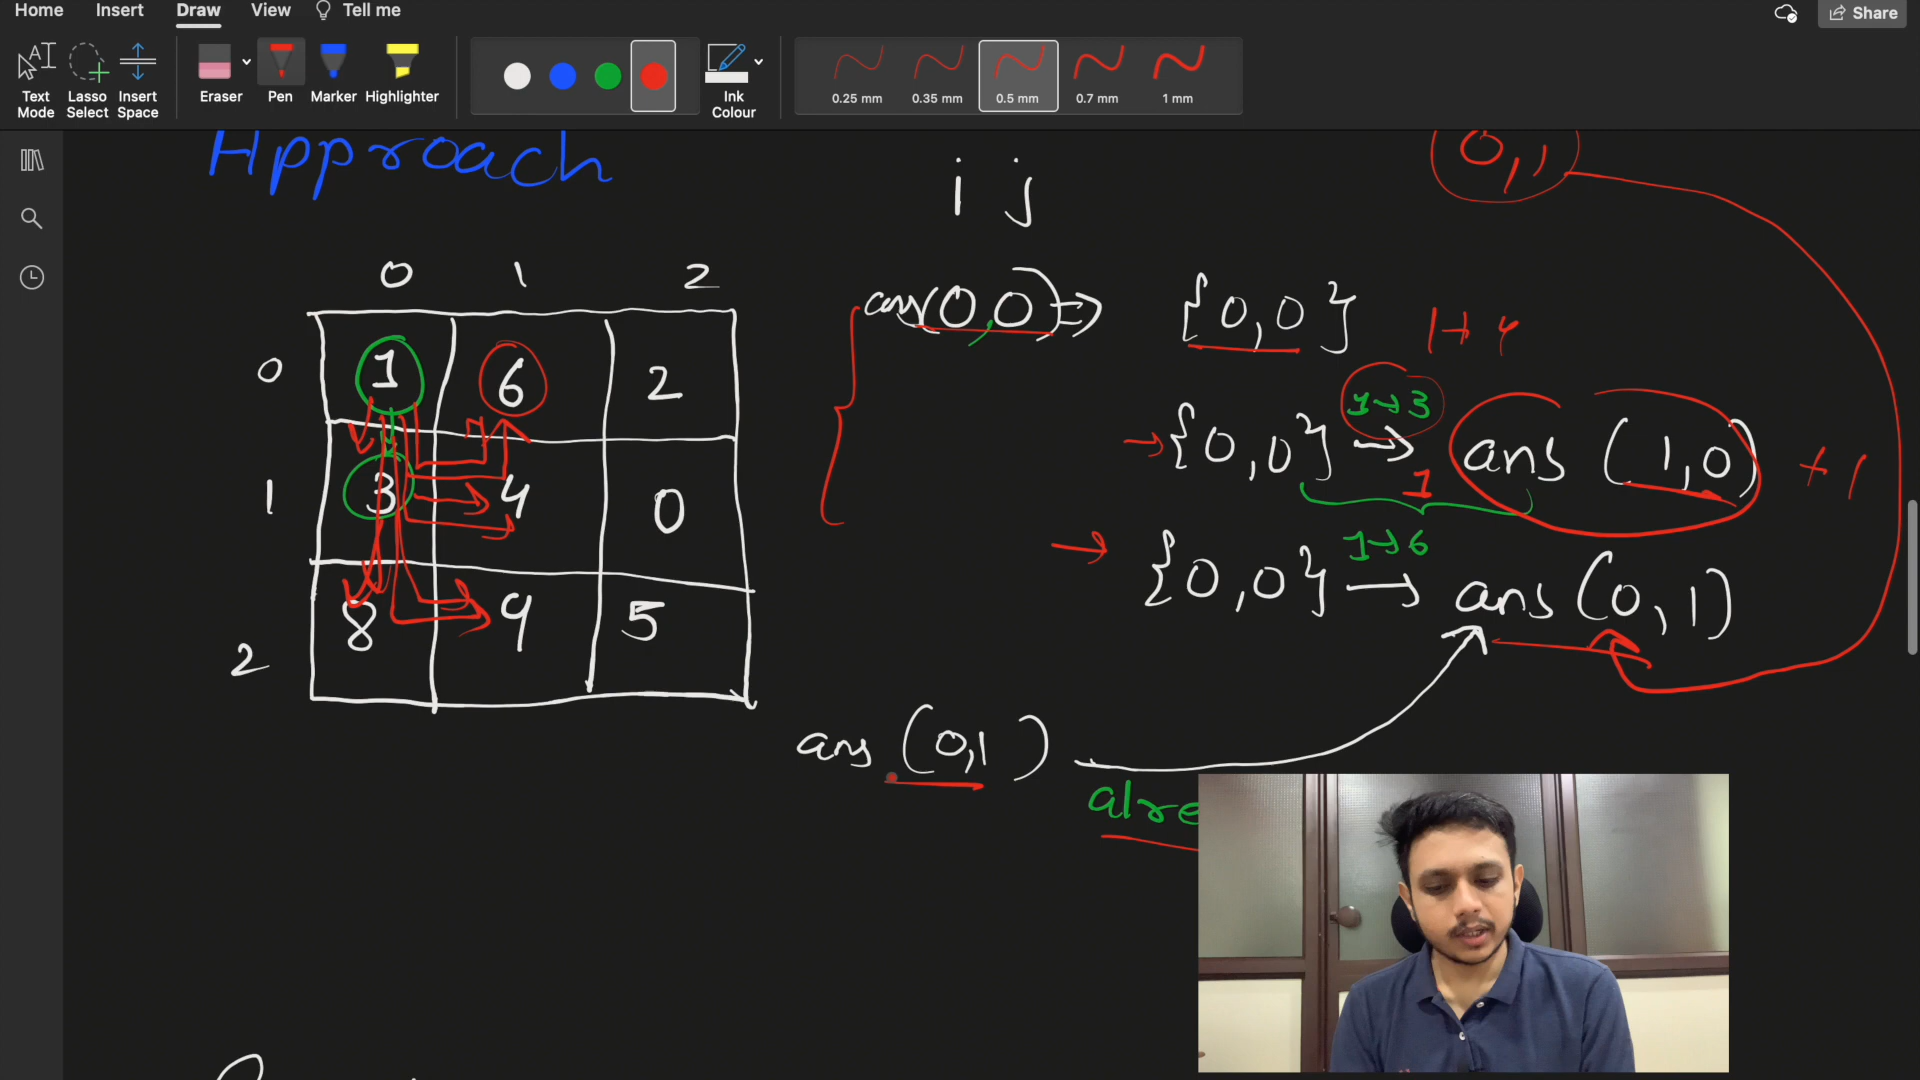 Home Insert Draw View Tell me Share
Text Mode Lasso Select Insert Space Eraser Pen Marker Highlighter Ink Colour 0.25 mm 0.35 mm 0.5 mm 0.7 mm 1 mm
Approach
i j
0,1
0 1 2
0 1 6 2
1 3 4 0
2 8 9 5
ans(0,0) => {0,0}
{0,0} 1→3 → ans (1,0) +1
1
{0,0} 1→6 → ans (0,1)
ans (0,1)
alre